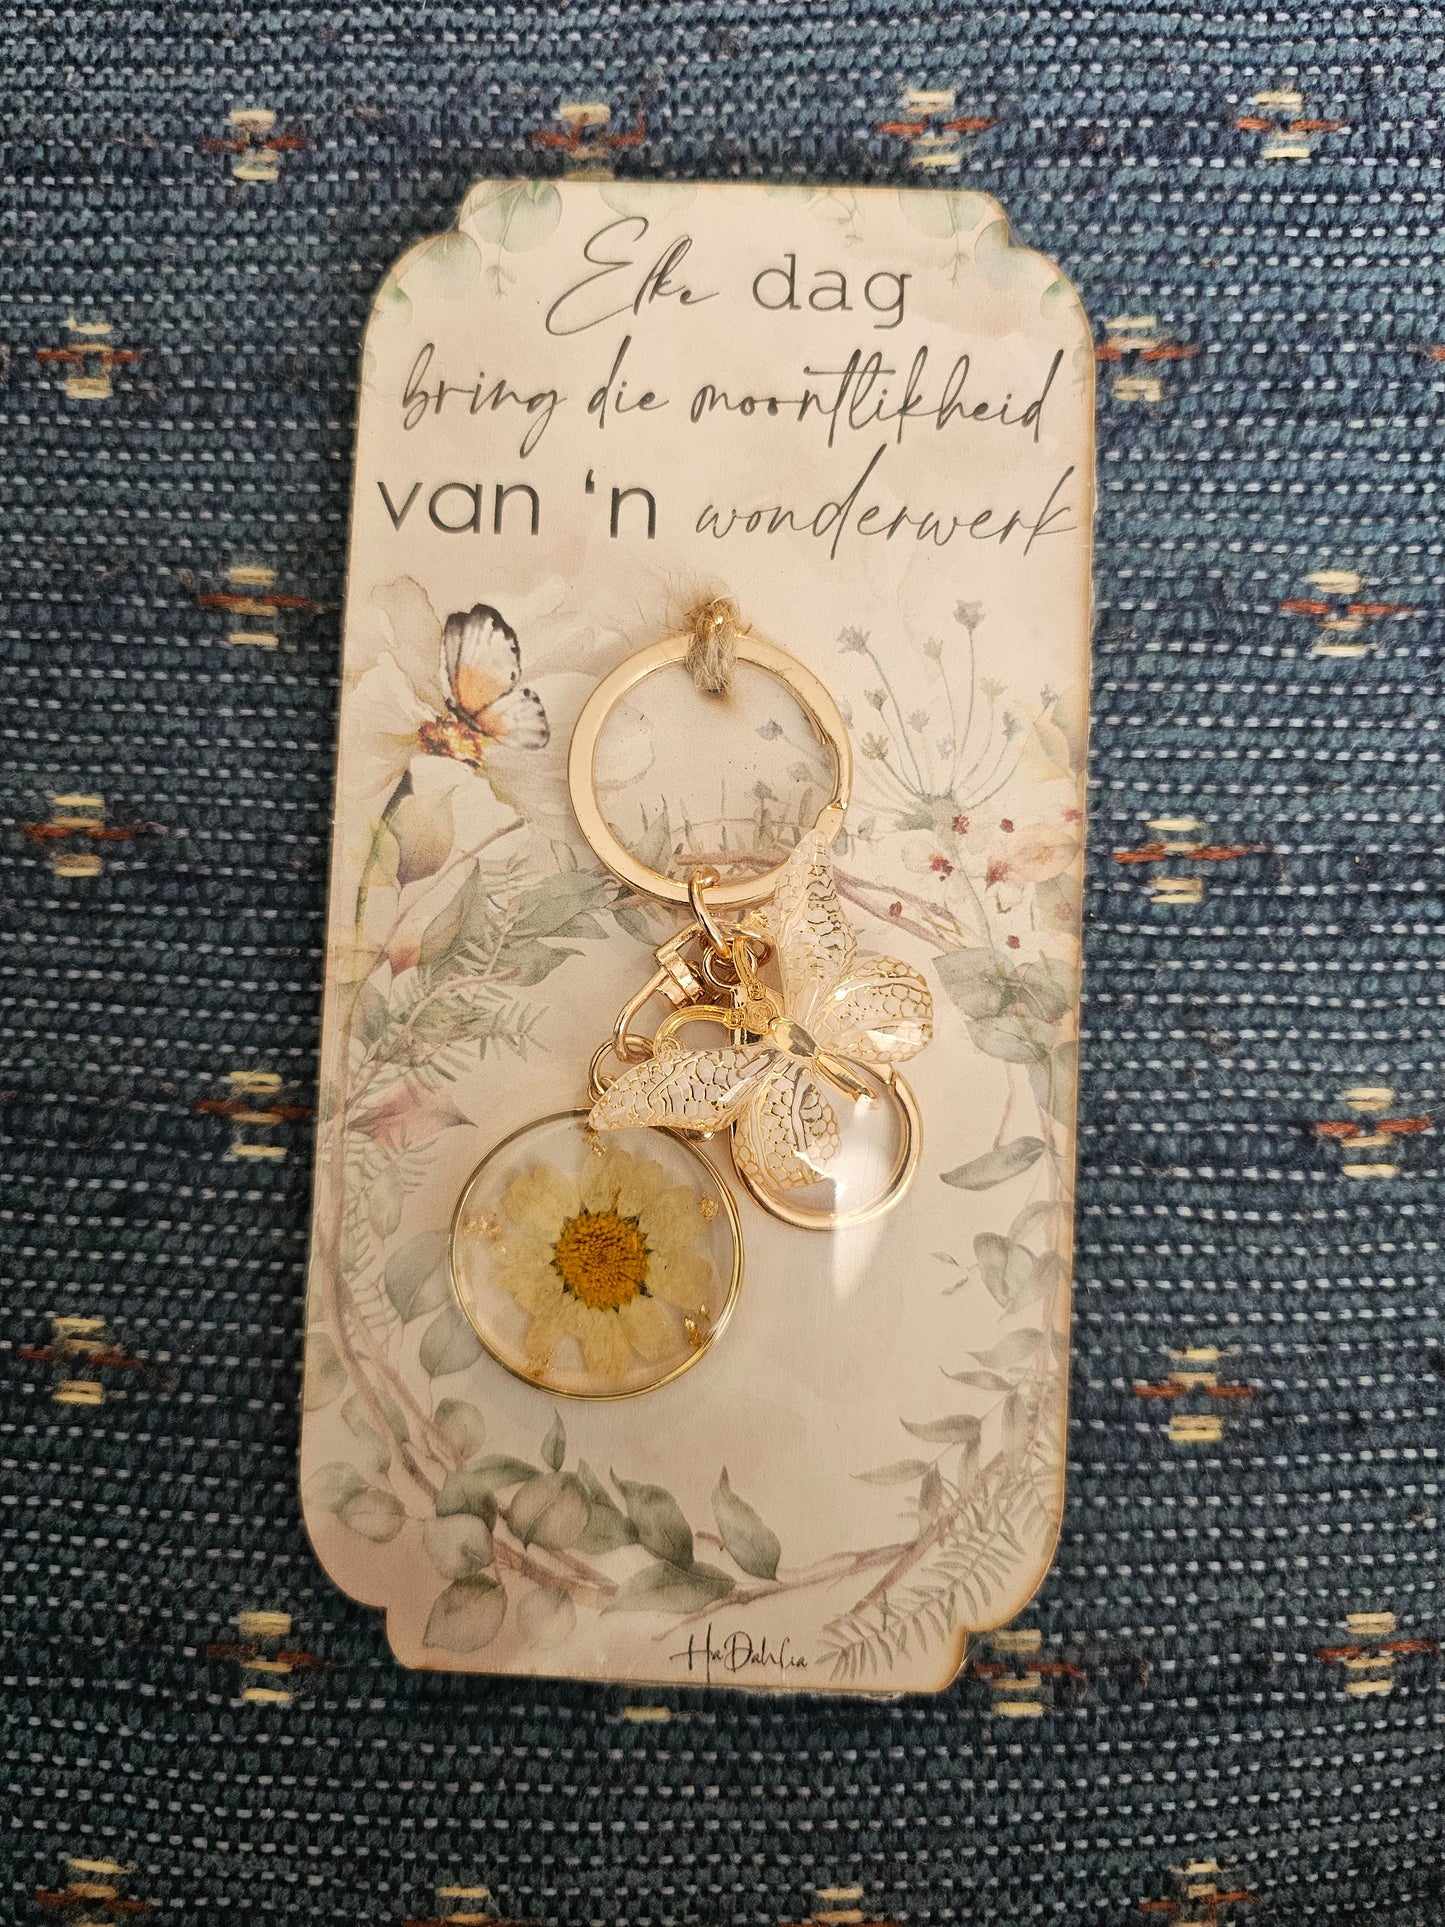 Elke dag
bring die moontlikheid
van 'n wonderwerk
HaDahlia